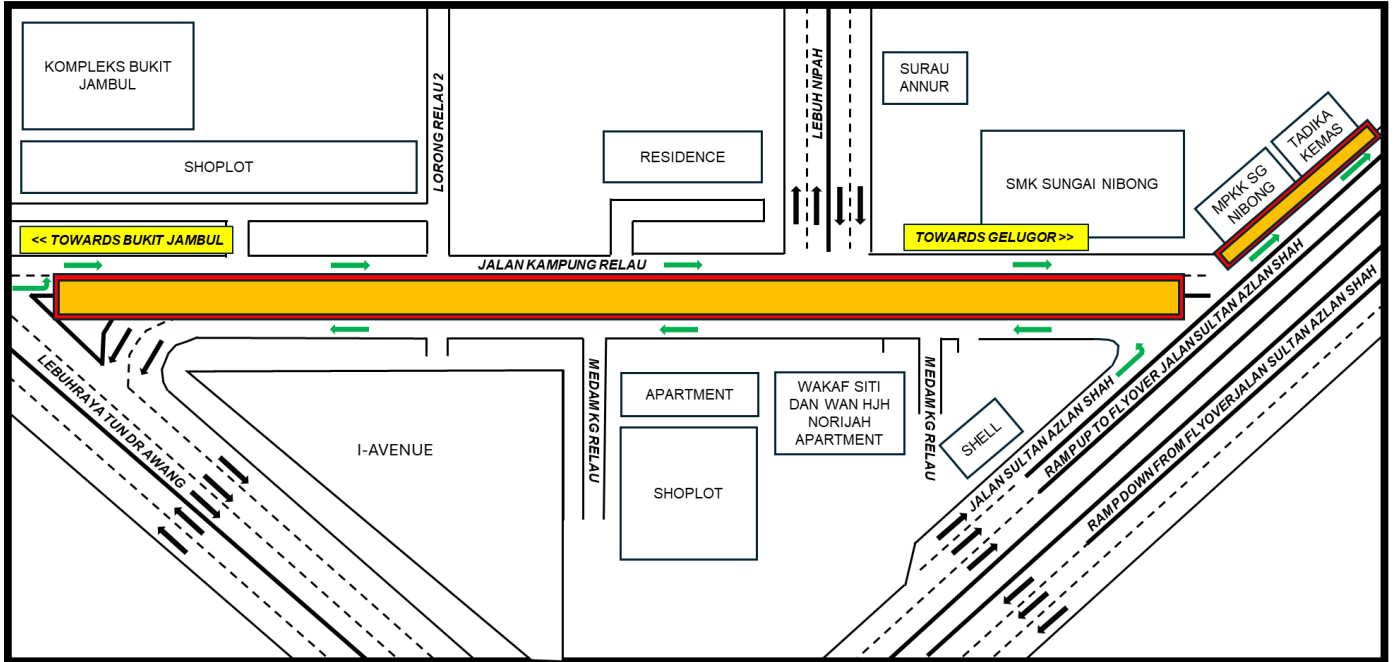 KOMPLEKS BUKIT
JAMBUL
SHOPLOT
LORONG RELAU 2
RESIDENCE
LEBUH NIPAH
SURAU
ANNUR
SMK SUNGAI NIBONG
MPKK SG
NIBONG
TADIKA
KEMAS
<< TOWARDS BUKIT JAMBUL
TOWARDS GELUGOR>>
JALAN KAMPUNG RELAU
LEBUHRAYA TUN DR AWANG
I-AVENUE
MEDAM KG RELAU
APARTMENT
SHOPLOT
WAKAF SITI
DAN WAN HJH
NORIJAH
APARTMENT
MEDAM KG RELAU
SHELL
JALAN SULTAN AZLAN SHAH
RAMP UP TO FLYOVER JALAN SULTAN AZLAN SHAH
RAMP DOWN FROM FLYOVER JALAN SULTAN AZLAN SHAH